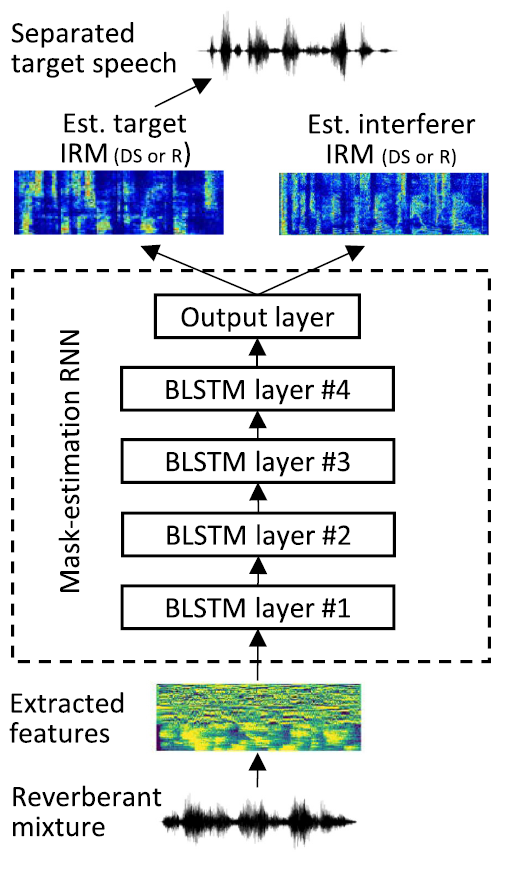 Separated
target speech
Est. target
IRM (DS or R)
Est. interferer
IRM (DS or R)
Mask-estimation RNN
Output layer
BLSTM layer #4
BLSTM layer #3
BLSTM layer #2
BLSTM layer #1
Extracted
features
Reverberant
mixture